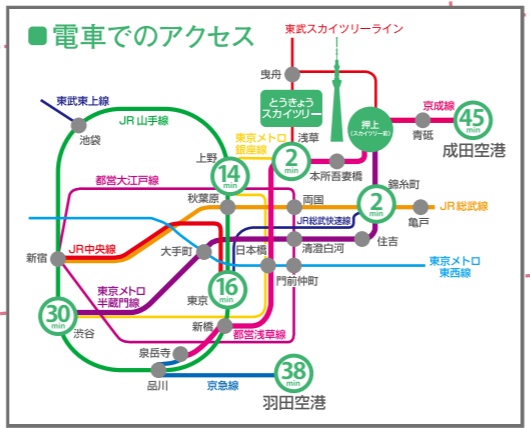 電車でのアクセス
東武スカイツリーライン
曳舟
東武東上線
とうきょう
スカイツリー
押上
(スカイツリー前)
京成線
45
min
青砥
成田空港
池袋
JR山手線
東京メトロ
銀座線
浅草
2
min
本所吾妻橋
上野
14
min
錦糸町
2
min
都営大江戸線
秋葉原
両国
JR総武線
亀戸
JR総武快速線
JR中央線
大手町
日本橋
清澄白河
住吉
新宿
東京メトロ
東西線
門前仲町
東京メトロ
半蔵門線
東京
16
min
30
min
渋谷
新橋
都営浅草線
泉岳寺
品川
京急線
38
min
羽田空港